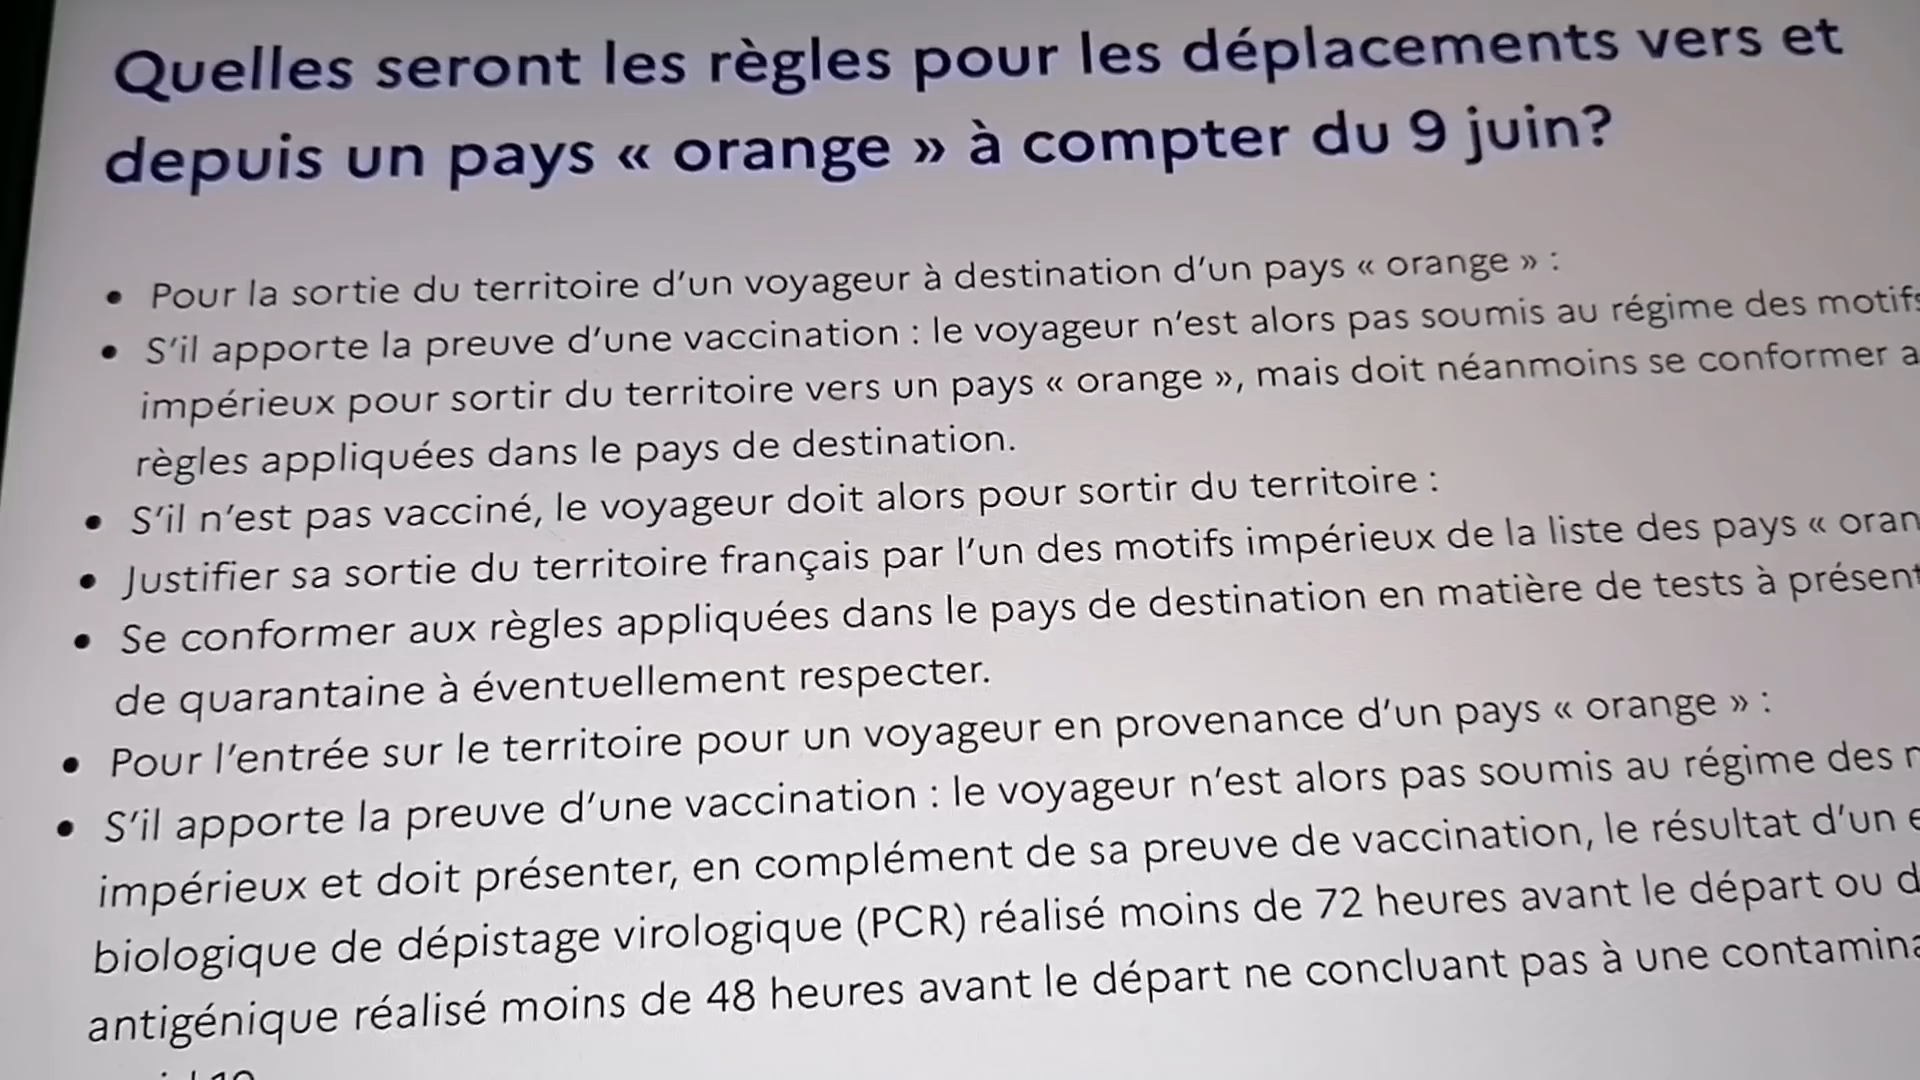 Quelles seront les règles pour les déplacements vers et
depuis un pays « orange » à compter du 9 juin?
• Pour la sortie du territoire d'un voyageur à destination d'un pays « orange » :
• S'il apporte la preuve d'une vaccination : le voyageur n'est alors pas soumis au régime des motifs
impérieux pour sortir du territoire vers un pays « orange », mais doit néanmoins se conformer a
règles appliquées dans le pays de destination.
• S'il n'est pas vacciné, le voyageur doit alors pour sortir du territoire :
• Justifier sa sortie du territoire français par l'un des motifs impérieux de la liste des pays « oran
• Se conformer aux règles appliquées dans le pays de destination en matière de tests à présent
de quarantaine à éventuellement respecter.
• Pour l'entrée sur le territoire pour un voyageur en provenance d'un pays « orange » :
• S'il apporte la preuve d'une vaccination : le voyageur n'est alors pas soumis au régime des
impérieux et doit présenter, en complément de sa preuve de vaccination, le résultat d'un
biologique de dépistage virologique (PCR) réalisé moins de 72 heures avant le départ ou d
antigénique réalisé moins de 48 heures avant le départ ne concluant pas à une contamina